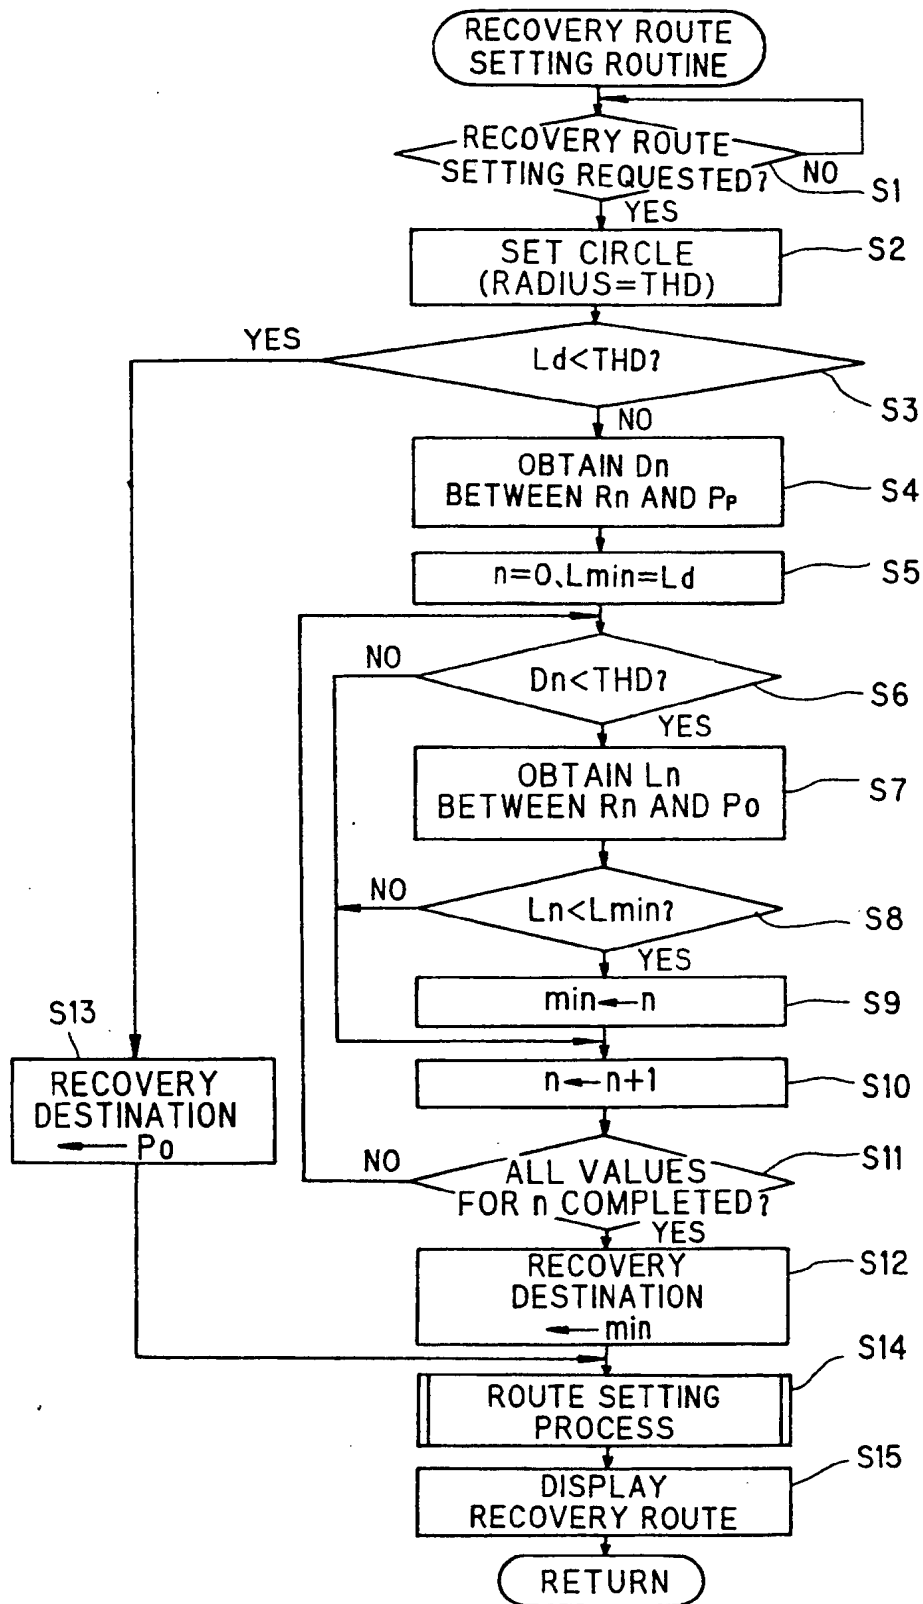 RECOVERY ROUTE
SETTING ROUTINE
RECOVERY ROUTE
SETTING REQUESTED?
NO
S1
YES
SET CIRCLE
(RADIUS=THD)
S2
YES
Ld<THD?
S3
NO
OBTAIN Dn
BETWEEN Rn AND PP
S4
n=0, Lmin=Ld
S5
NO
Dn<THD?
S6
YES
OBTAIN Ln
BETWEEN Rn AND Po
S7
NO
Ln<Lmin?
S8
YES
min←n
S9
S13
RECOVERY
DESTINATION
← Po
n←n+1
S10
NO
ALL VALUES
FOR n COMPLETED?
S11
YES
RECOVERY
DESTINATION
← min
S12
ROUTE SETTING
PROCESS
S14
DISPLAY
RECOVERY ROUTE
S15
RETURN